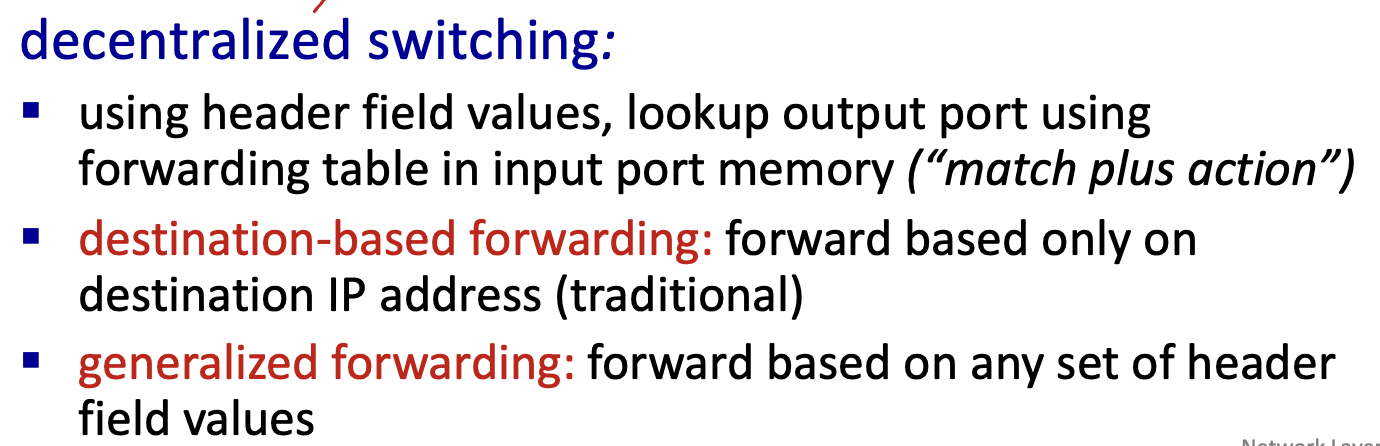 decentralized switching:
▪ using header field values, lookup output port using
forwarding table in input port memory (“match plus action”)
▪ destination-based forwarding: forward based only on
destination IP address (traditional)
▪ generalized forwarding: forward based on any set of header
field values